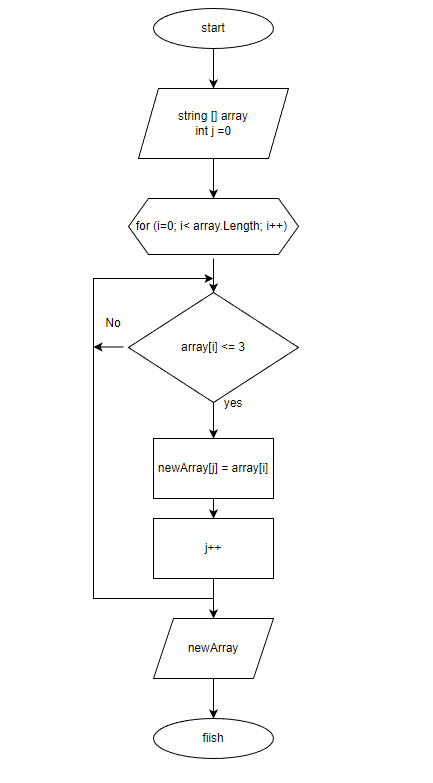 start
string [] array
int j =0
for (i=0; i< array.Length; i++)
No
array[i] <= 3
yes
newArray[j] = array[i]
j++
newArray
fiish